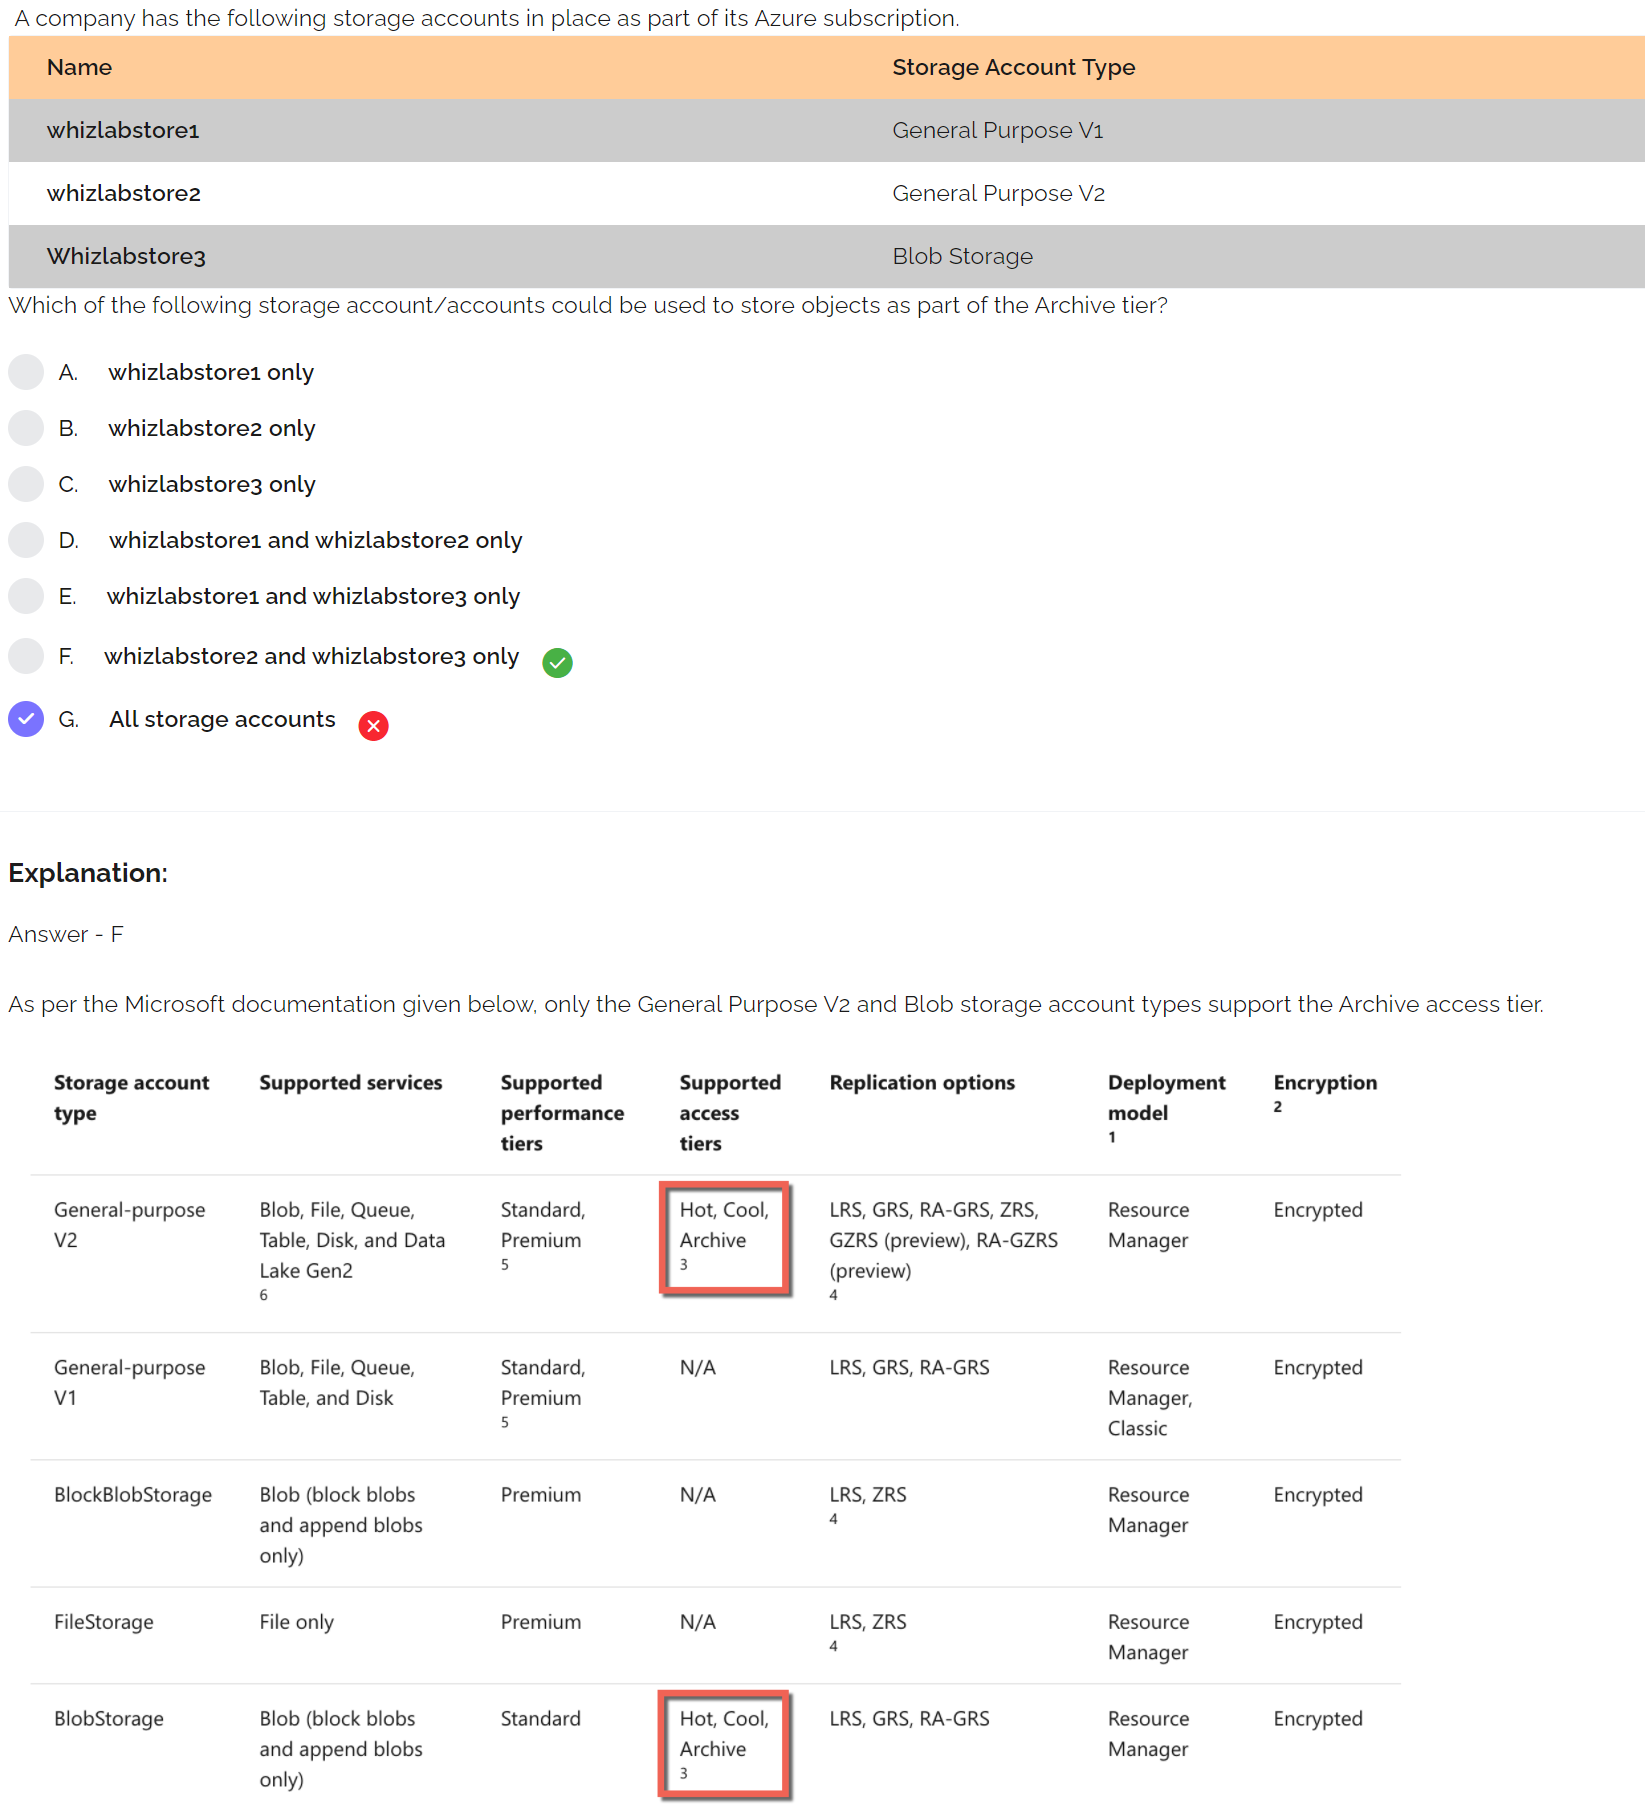 A company has the following storage accounts in place as part of its Azure subscription.
Name Storage Account Type
whizlabstore1 General Purpose V1
whizlabstore2 General Purpose V2
Whizlabstore3 Blob Storage
Which of the following storage account/accounts could be used to store objects as part of the Archive tier?
A. whizlabstore1 only
B. whizlabstore2 only
C. whizlabstore3 only
D. whizlabstore1 and whizlabstore2 only
E. whizlabstore1 and whizlabstore3 only
F. whizlabstore2 and whizlabstore3 only
G. All storage accounts
Explanation:
Answer - F
As per the Microsoft documentation given below, only the General Purpose V2 and Blob storage account types support the Archive access tier.
Storage account Supported services Supported Supported Replication options Deployment Encryption
type performance access model 2
tiers tiers 1
General-purpose Blob, File, Queue, Standard, Hot, Cool, LRS, GRS, RA-GRS, ZRS, Resource Encrypted
V2 Table, Disk, and Data Premium Archive GZRS (preview), RA-GZRS Manager
Lake Gen2 5 3 (preview)
6 4
General-purpose Blob, File, Queue, Standard, N/A LRS, GRS, RA-GRS Resource Encrypted
V1 Table, and Disk Premium Manager,
5 Classic
BlockBlobStorage Blob (block blobs Premium N/A LRS, ZRS Resource Encrypted
and append blobs 4 Manager
only)
FileStorage File only Premium N/A LRS, ZRS Resource Encrypted
4 Manager
BlobStorage Blob (block blobs Standard Hot, Cool, LRS, GRS, RA-GRS Resource Encrypted
and append blobs Archive Manager
only) 3